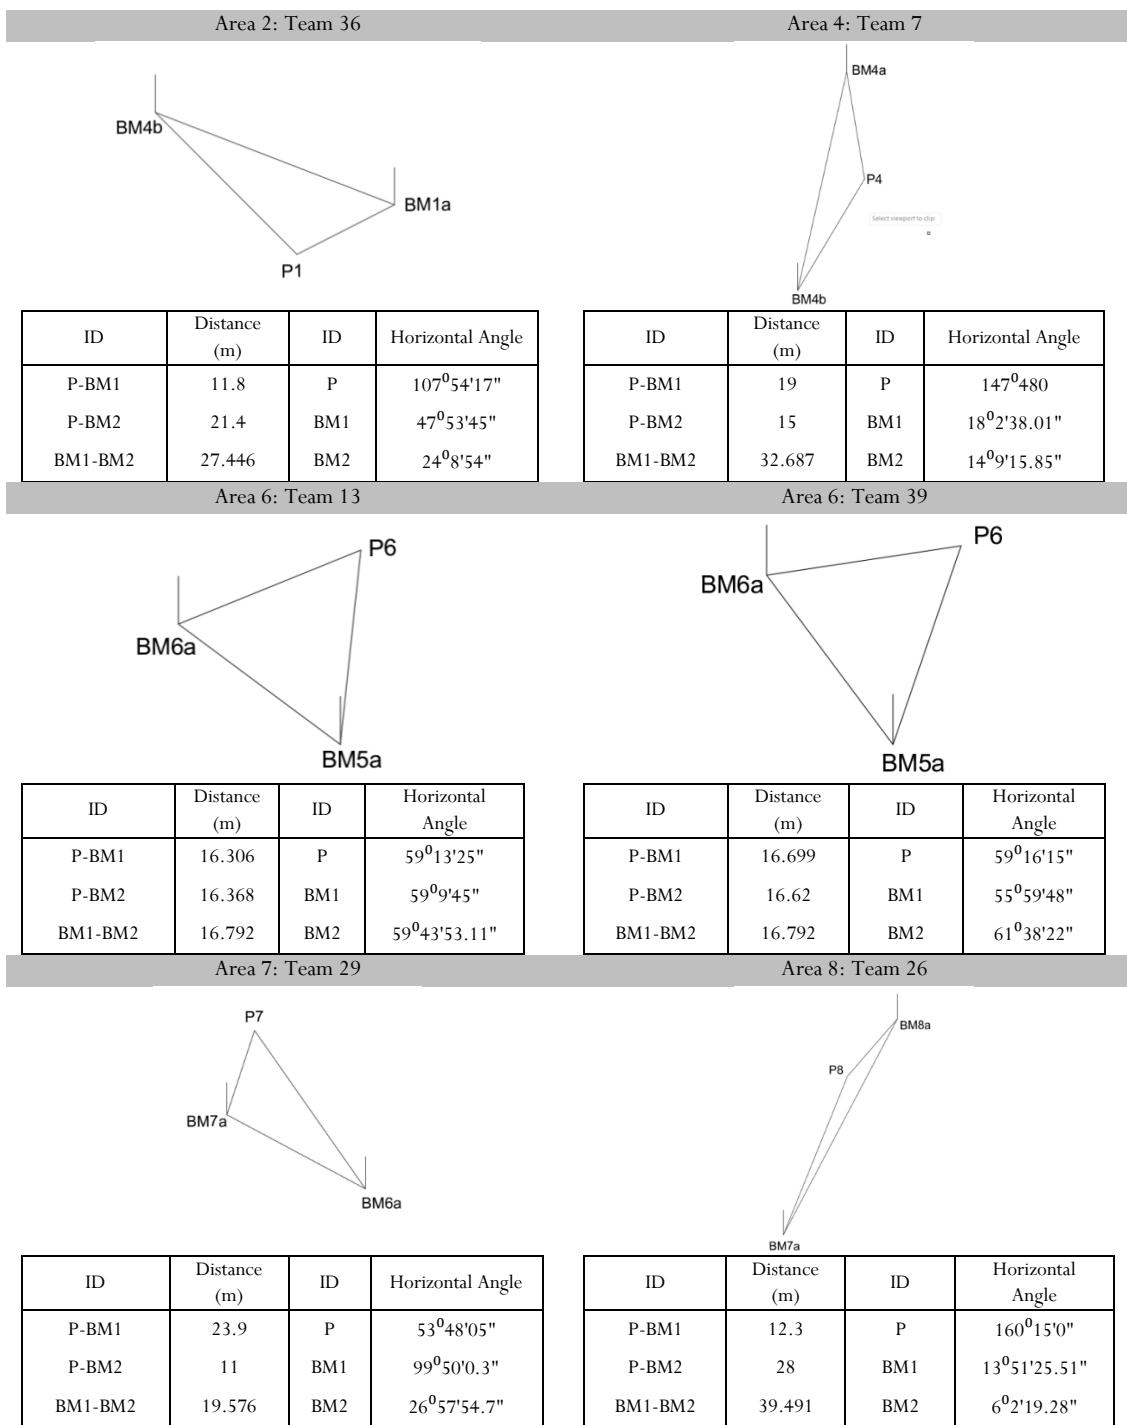 Area 2: Team 36
Area 4: Team 7
BM4b
BM1a
P1
BM4a
P4
Select viewport to clip:
BM4b
ID Distance (m) ID Horizontal Angle
P-BM1 11.8 P 107⁰54'17"
P-BM2 21.4 BM1 47⁰53'45"
BM1-BM2 27.446 BM2 24⁰8'54"
ID Distance (m) ID Horizontal Angle
P-BM1 19 P 147⁰480
P-BM2 15 BM1 18⁰2'38.01"
BM1-BM2 32.687 BM2 14⁰9'15.85"
Area 6: Team 13
Area 6: Team 39
P6
BM6a
BM5a
P6
BM6a
BM5a
ID Distance (m) ID Horizontal Angle
P-BM1 16.306 P 59⁰13'25"
P-BM2 16.368 BM1 59⁰9'45"
BM1-BM2 16.792 BM2 59⁰43'53.11"
ID Distance (m) ID Horizontal Angle
P-BM1 16.699 P 59⁰16'15"
P-BM2 16.62 BM1 55⁰59'48"
BM1-BM2 16.792 BM2 61⁰38'22"
Area 7: Team 29
Area 8: Team 26
P7
BM7a
BM6a
BM8a
P8
BM7a
ID Distance (m) ID Horizontal Angle
P-BM1 23.9 P 53⁰48'05"
P-BM2 11 BM1 99⁰50'0.3"
BM1-BM2 19.576 BM2 26⁰57'54.7"
ID Distance (m) ID Horizontal Angle
P-BM1 12.3 P 160⁰15'0"
P-BM2 28 BM1 13⁰51'25.51"
BM1-BM2 39.491 BM2 6⁰2'19.28"